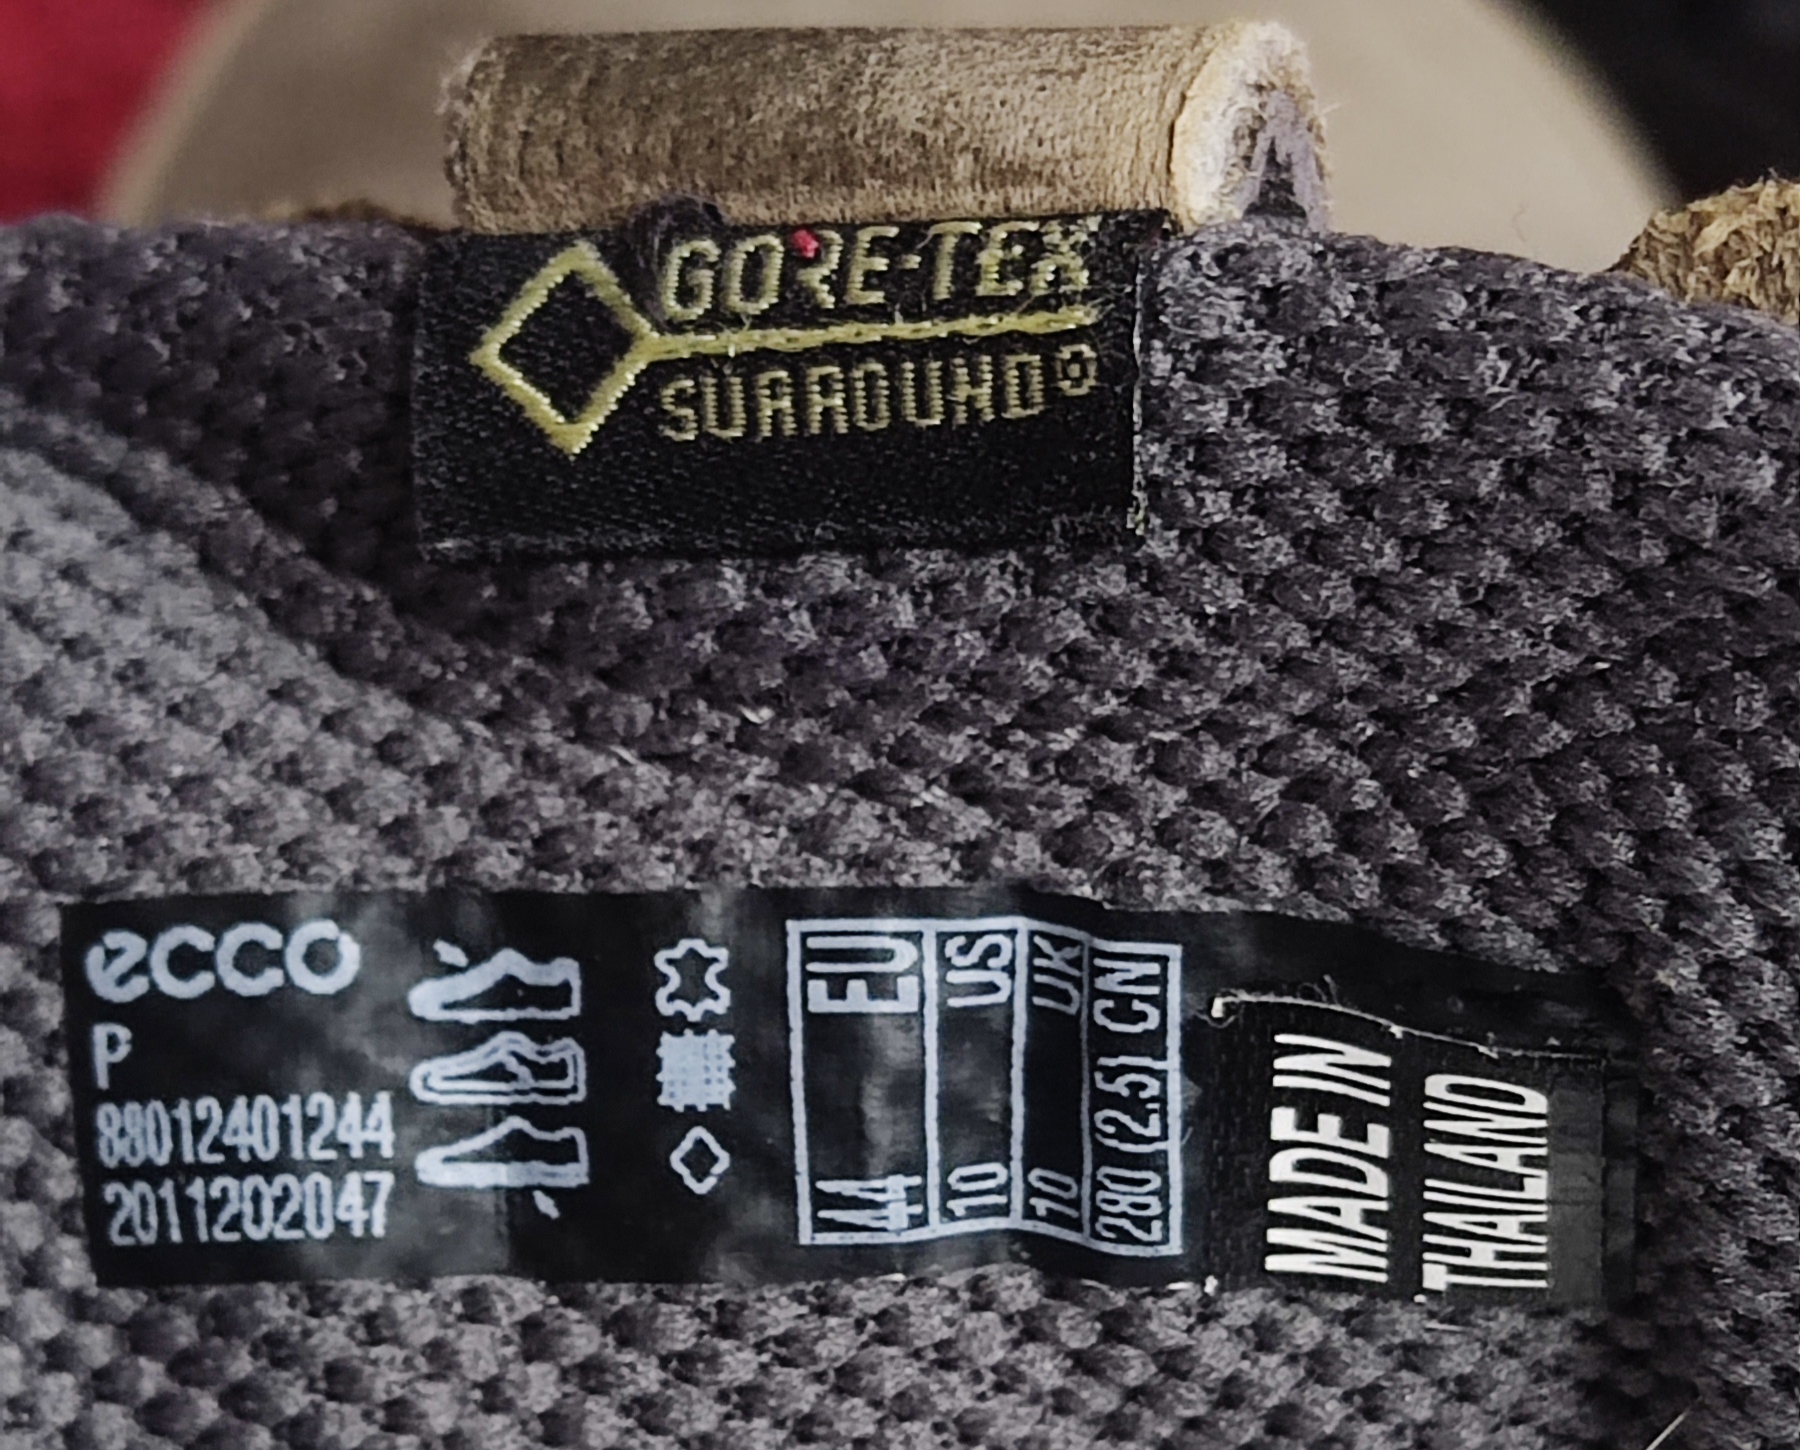 GORE-TEX
SURROUND®
ecco
P
88012401244
2011202047
EU 44
US 10
UK 10
CN 280 (2.5)
MADE IN
THAILAND